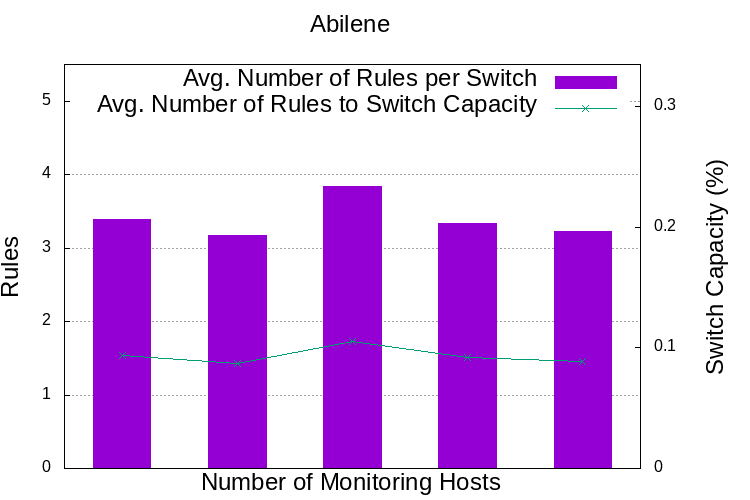 Abilene
Avg. Number of Rules per Switch
Avg. Number of Rules to Switch Capacity
5
4
3
2
1
0
Rules
0.3
0.2
0.1
0
Switch Capacity (%)
Number of Monitoring Hosts